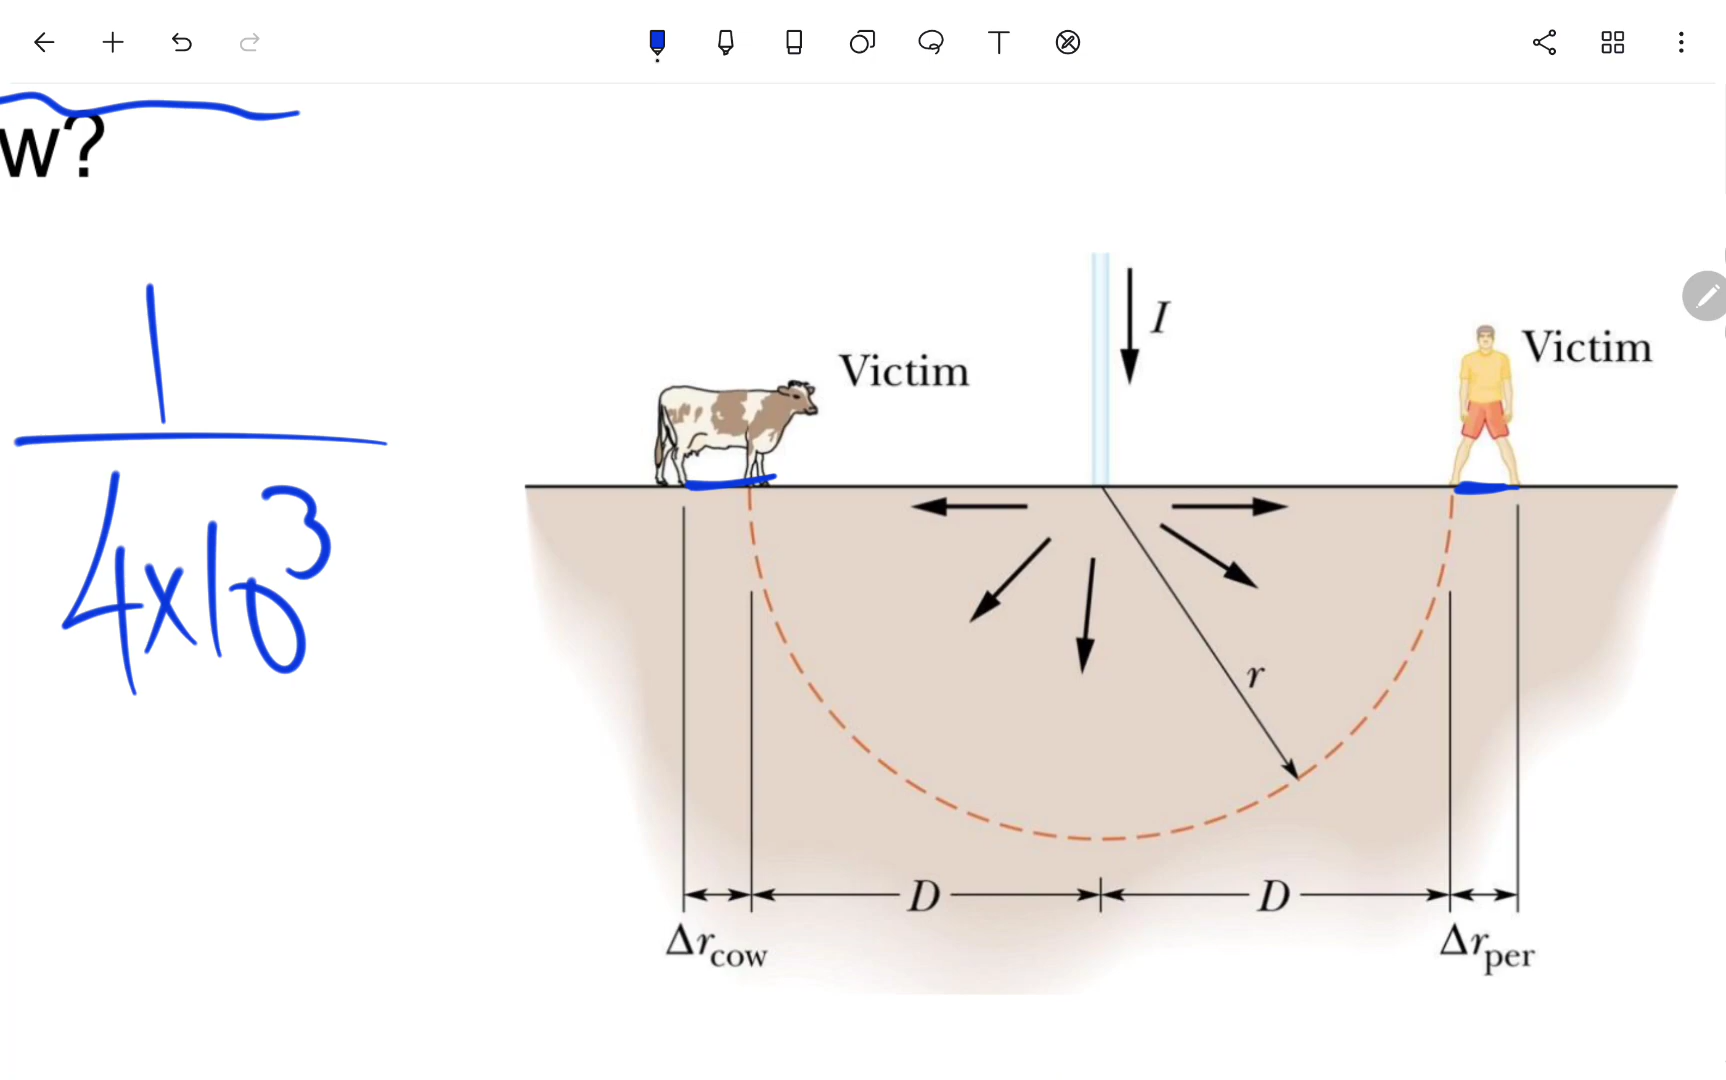 w?
1
4x10³
I
Victim
Victim
r
D
D
Δr_cow
Δr_per